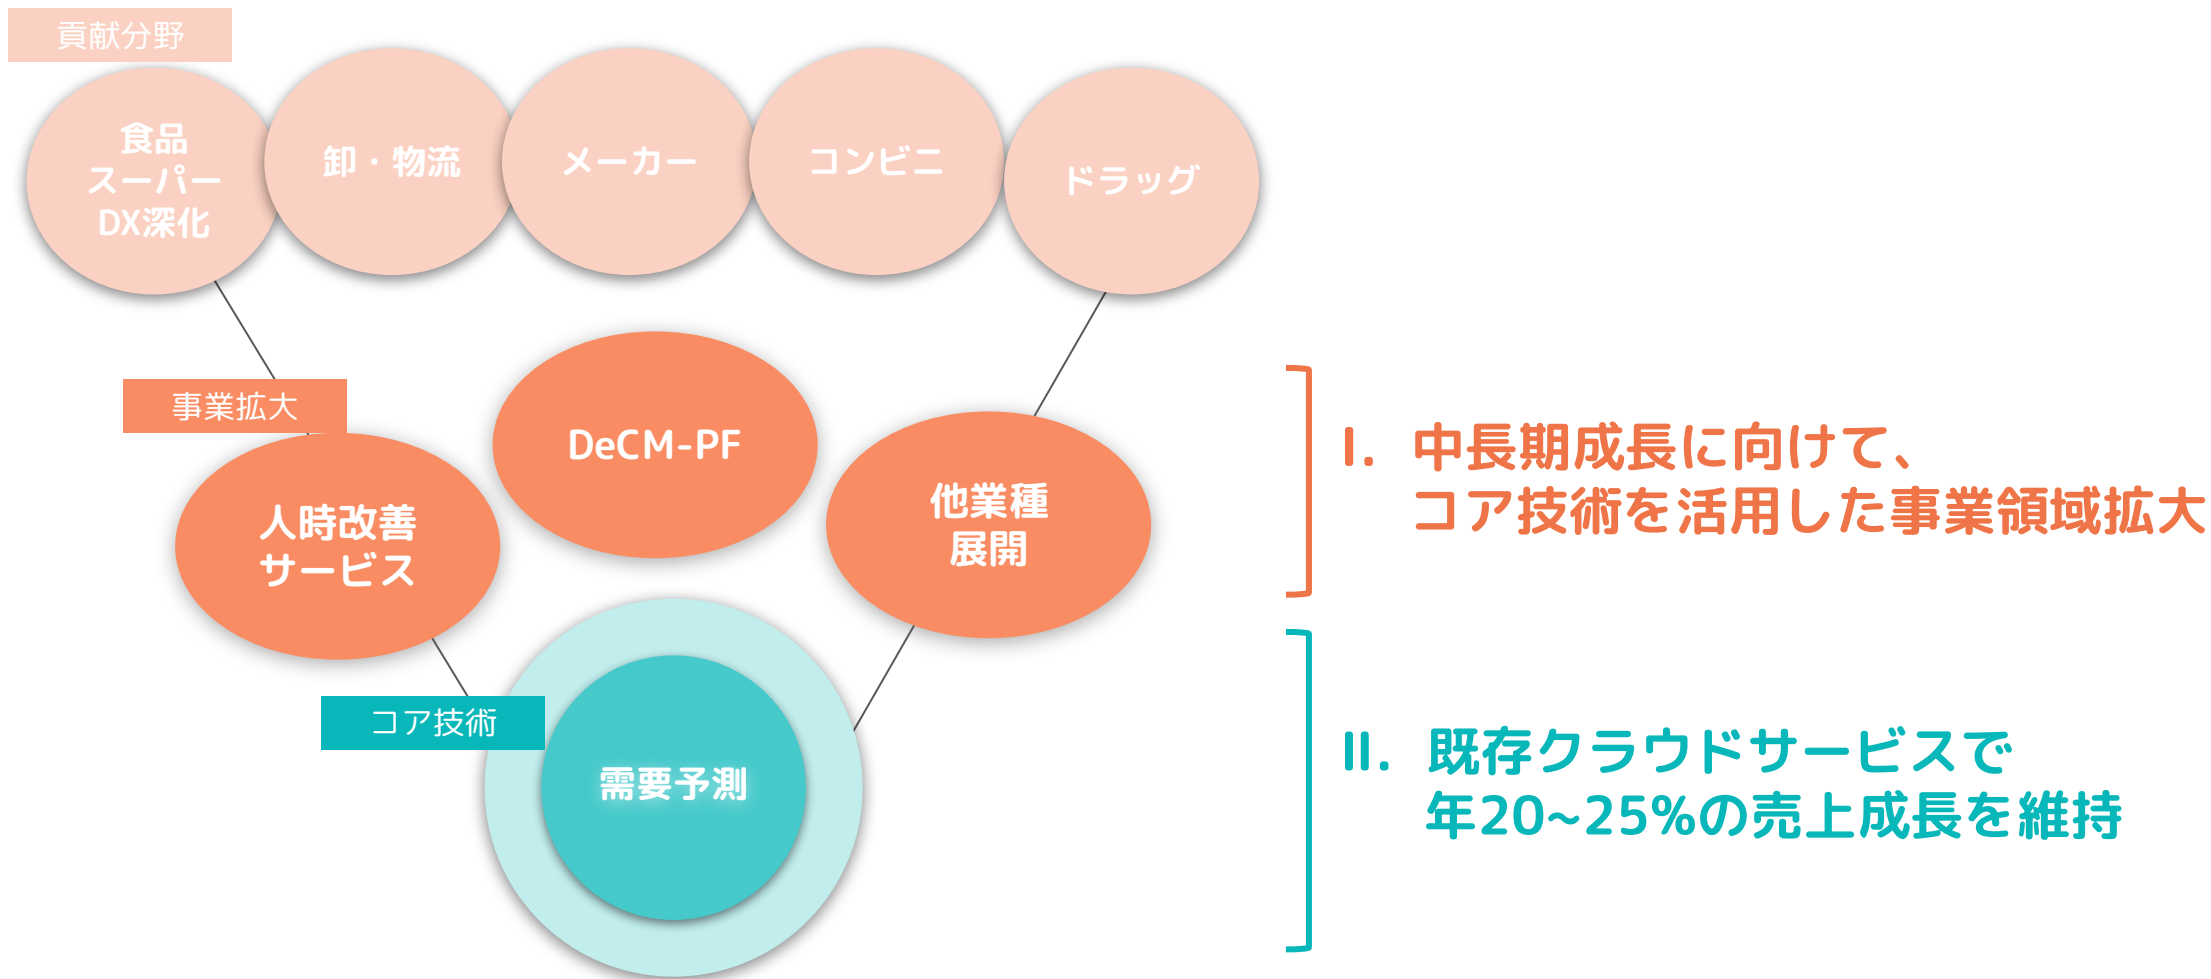 貢献分野
食品
スーパー
DX深化
卸・物流
メーカー
コンビニ
ドラッグ
事業拡大
人時改善
サービス
DeCM-PF
他業種
展開
コア技術
需要予測
I. 中長期成長に向けて、
コア技術を活用した事業領域拡大
II. 既存クラウドサービスで
年20~25%の売上成長を維持